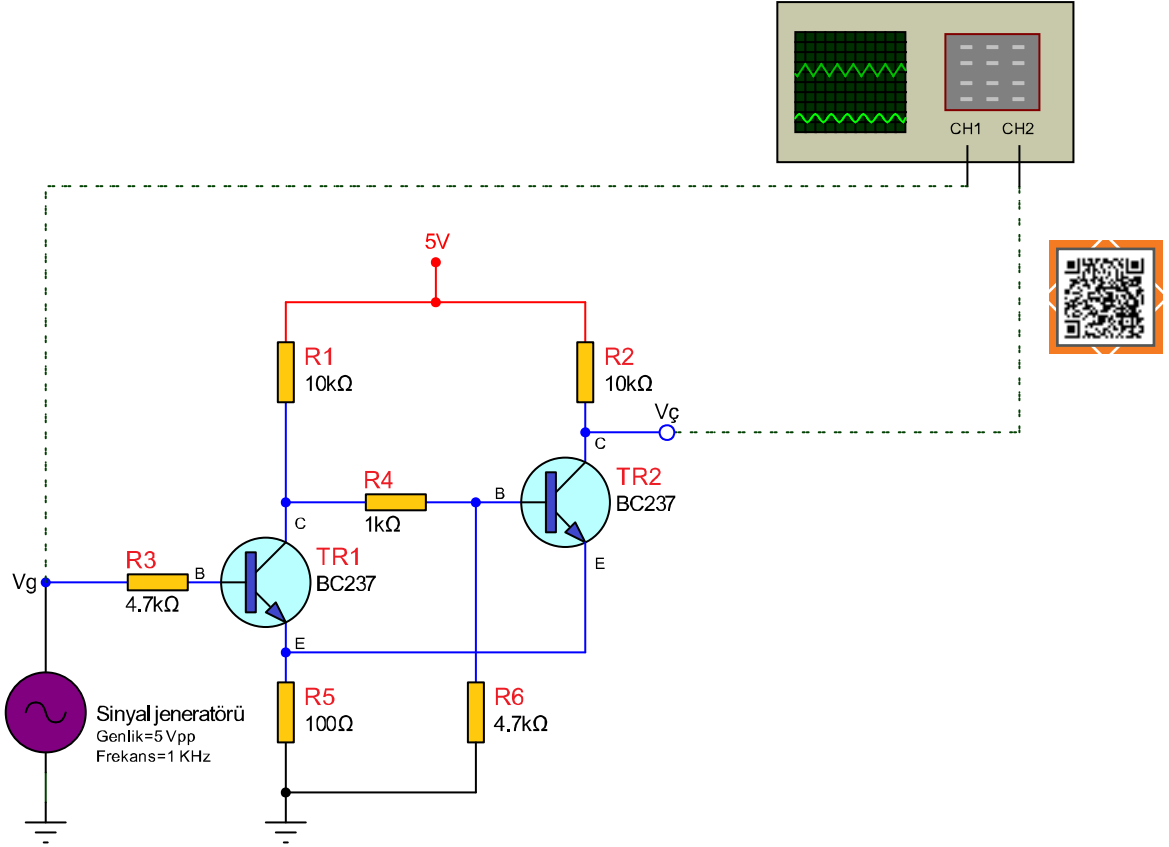 CH1 CH2
5V
R1
10kΩ
R2
10kΩ
Vç
C
R4
1kΩ
B
TR2
BC237
C
E
R3
4.7kΩ
B
TR1
BC237
Vg
E
R5
100Ω
R6
4.7kΩ
Sinyal jeneratörü
Genlik=5 Vpp
Frekans=1 KHz